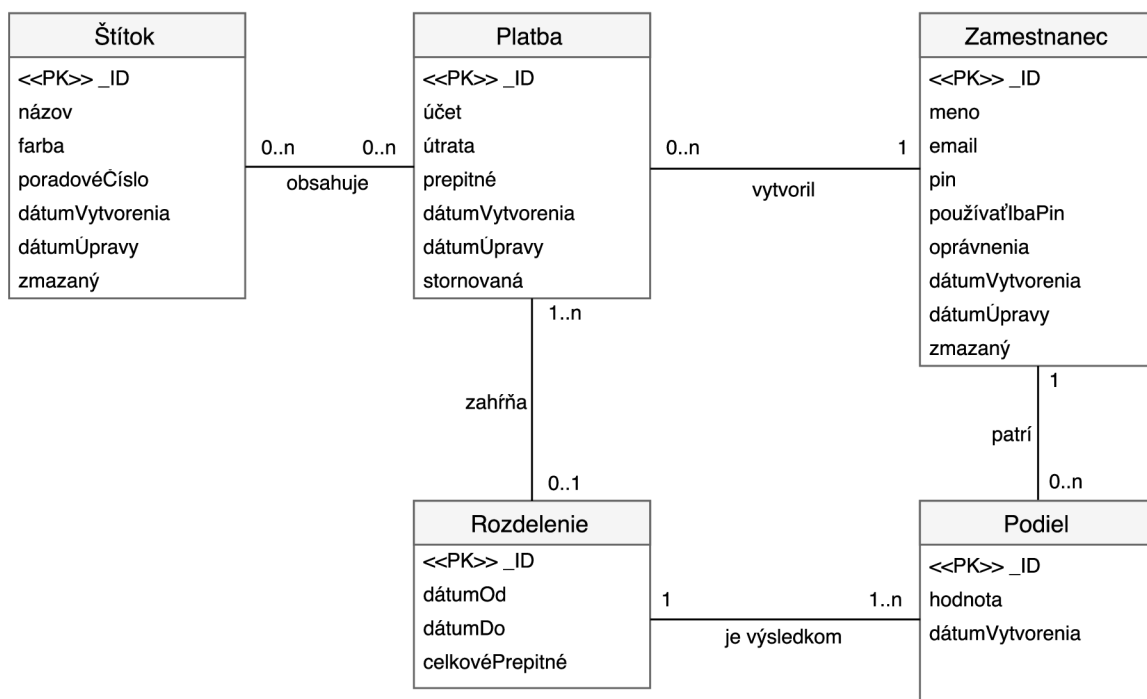 Štítok
<<PK>> _ID
názov
farba
poradovéČíslo
dátumVytvorenia
dátumÚpravy
zmazaný
0..n
0..n
obsahuje
Platba
<<PK>> _ID
účet
útrata
prepitné
dátumVytvorenia
dátumÚpravy
stornovaná
0..n
1
vytvoril
Zamestnanec
<<PK>> _ID
meno
email
pin
používaťIbaPin
oprávnenia
dátumVytvorenia
dátumÚpravy
zmazaný
1..n
zahŕňa
0..1
1
patrí
0..n
Rozdelenie
<<PK>> _ID
dátumOd
dátumDo
celkovéPrepitné
1
1..n
je výsledkom
Podiel
<<PK>> _ID
hodnota
dátumVytvorenia